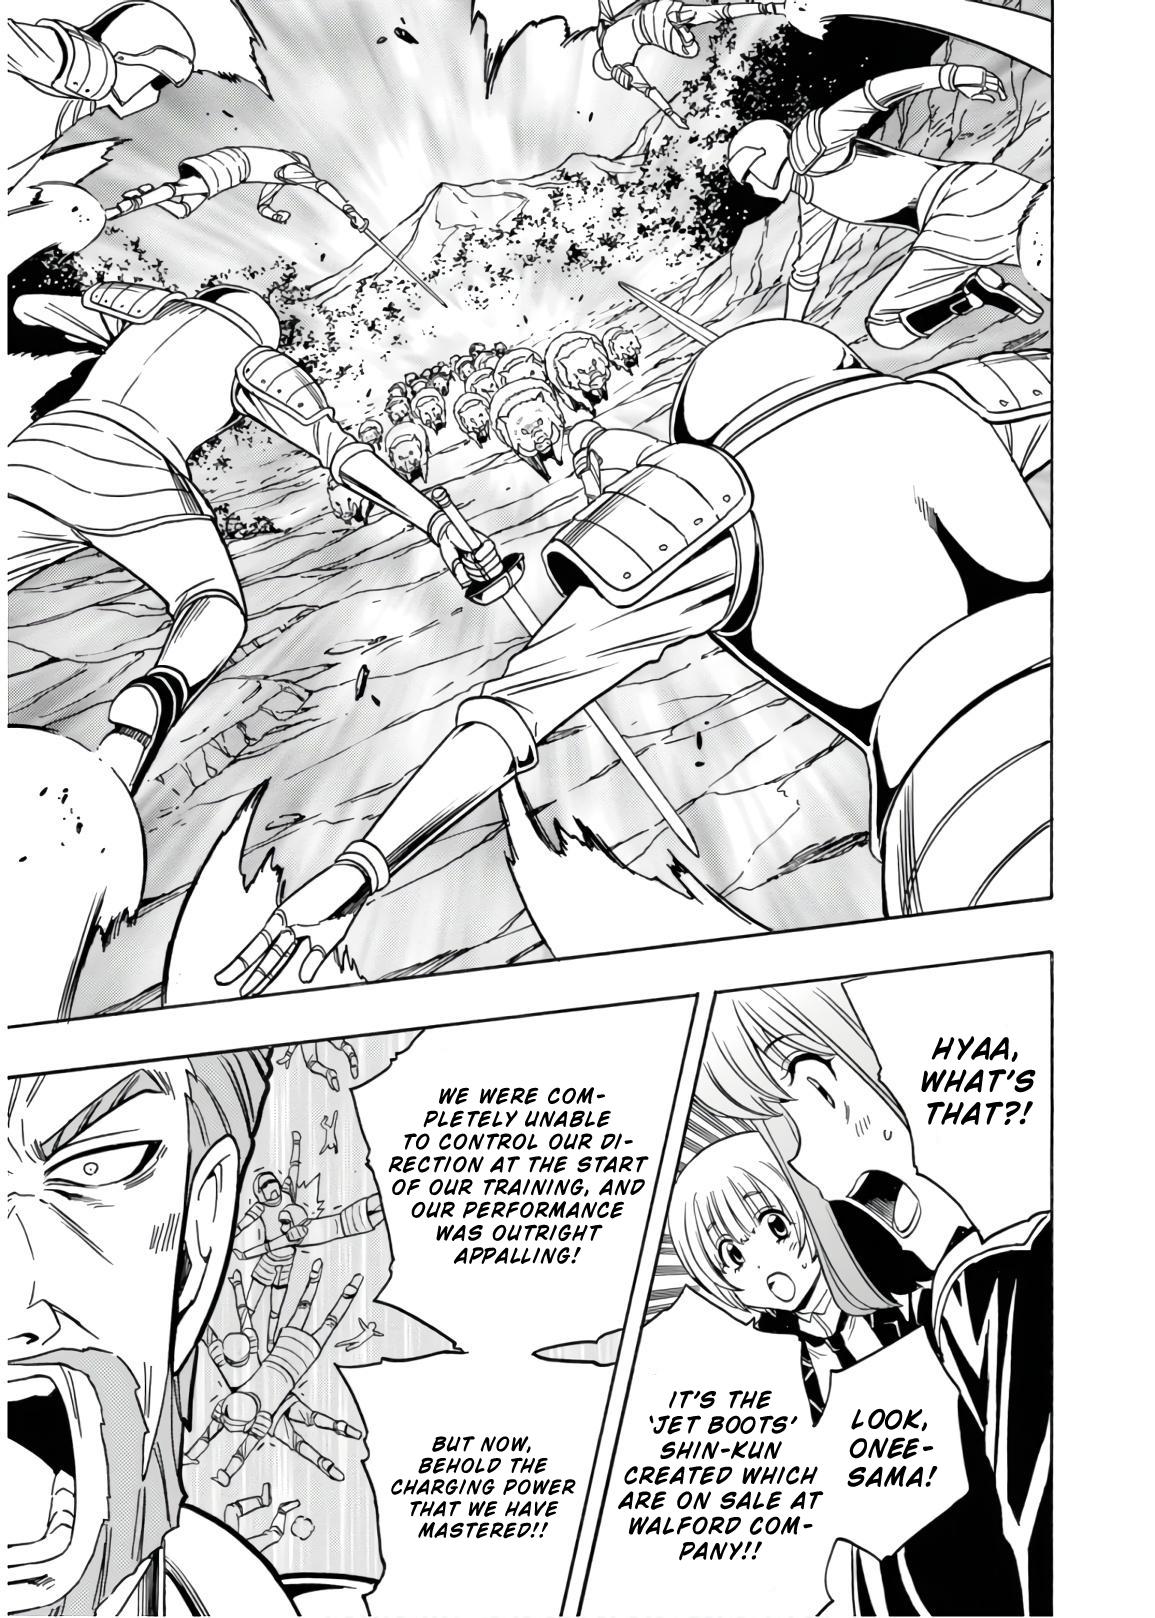 HYAA,
WHAT'S
THAT?!
LOOK,
ONEE-
SAMA!
IT'S THE
'JET BOOTS'
SHIN-KUN
CREATED WHICH
ARE ON SALE AT
WALFORD COM-
PANY!!
WE WERE COM-
PLETELY UNABLE
TO CONTROL OUR DI-
RECTION AT THE START
OF OUR TRAINING, AND
OUR PERFORMANCE
WAS OUTRIGHT
APPALLING!
BUT NOW,
BEHOLD THE
CHARGING POWER
THAT WE HAVE
MASTERED!!